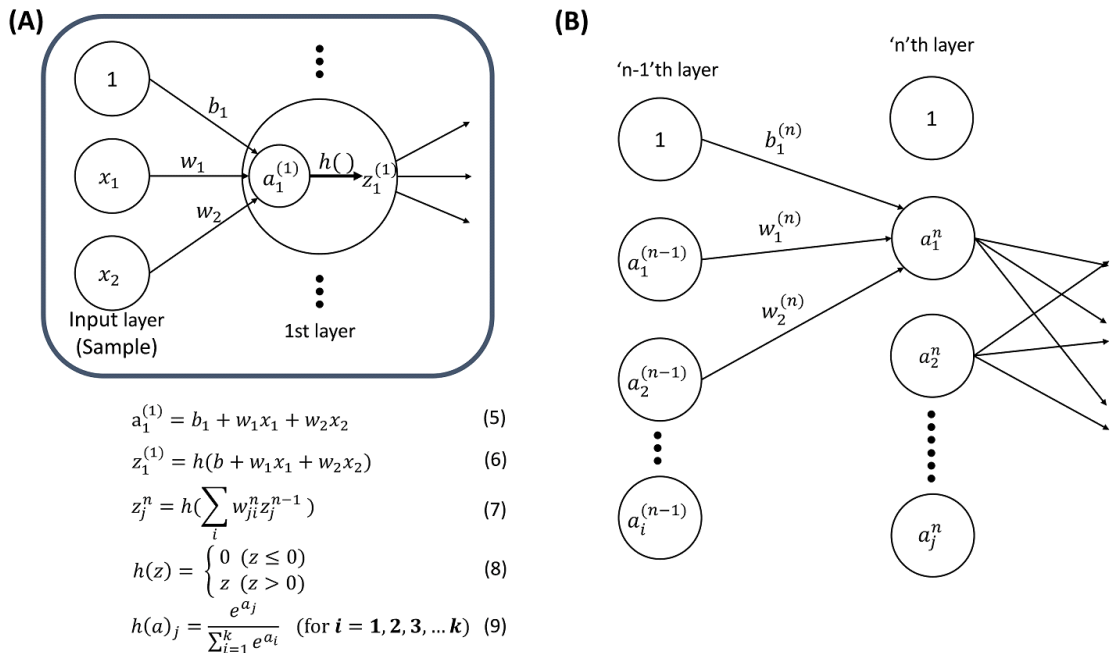 (A)
1
b₁
x₁
w₁
a₁⁽¹⁾
h( )
z₁⁽¹⁾
w₂
x₂
Input layer
(Sample)
1st layer
a₁⁽¹⁾ = b₁ + w₁x₁ + w₂x₂ (5)
z₁⁽¹⁾ = h(b + w₁x₁ + w₂x₂) (6)
zⱼⁿ = h(∑ᵢ wⱼᵢⁿzⱼⁿ⁻¹) (7)
h(z) = { 0 (z ≤ 0)
z (z > 0) (8)
h(a)ⱼ = e^{aⱼ} / ∑ᵢ₌₁ᵏ e^{aᵢ} (for i = 1, 2, 3, … k) (9)
(B)
'n-1'th layer
'n'th layer
1
b₁⁽ⁿ⁾
1
a₁⁽ⁿ⁻¹⁾
w₁⁽ⁿ⁾
a₁ⁿ
w₂⁽ⁿ⁾
a₂⁽ⁿ⁻¹⁾
a₂ⁿ
aᵢ⁽ⁿ⁻¹⁾
aⱼⁿ